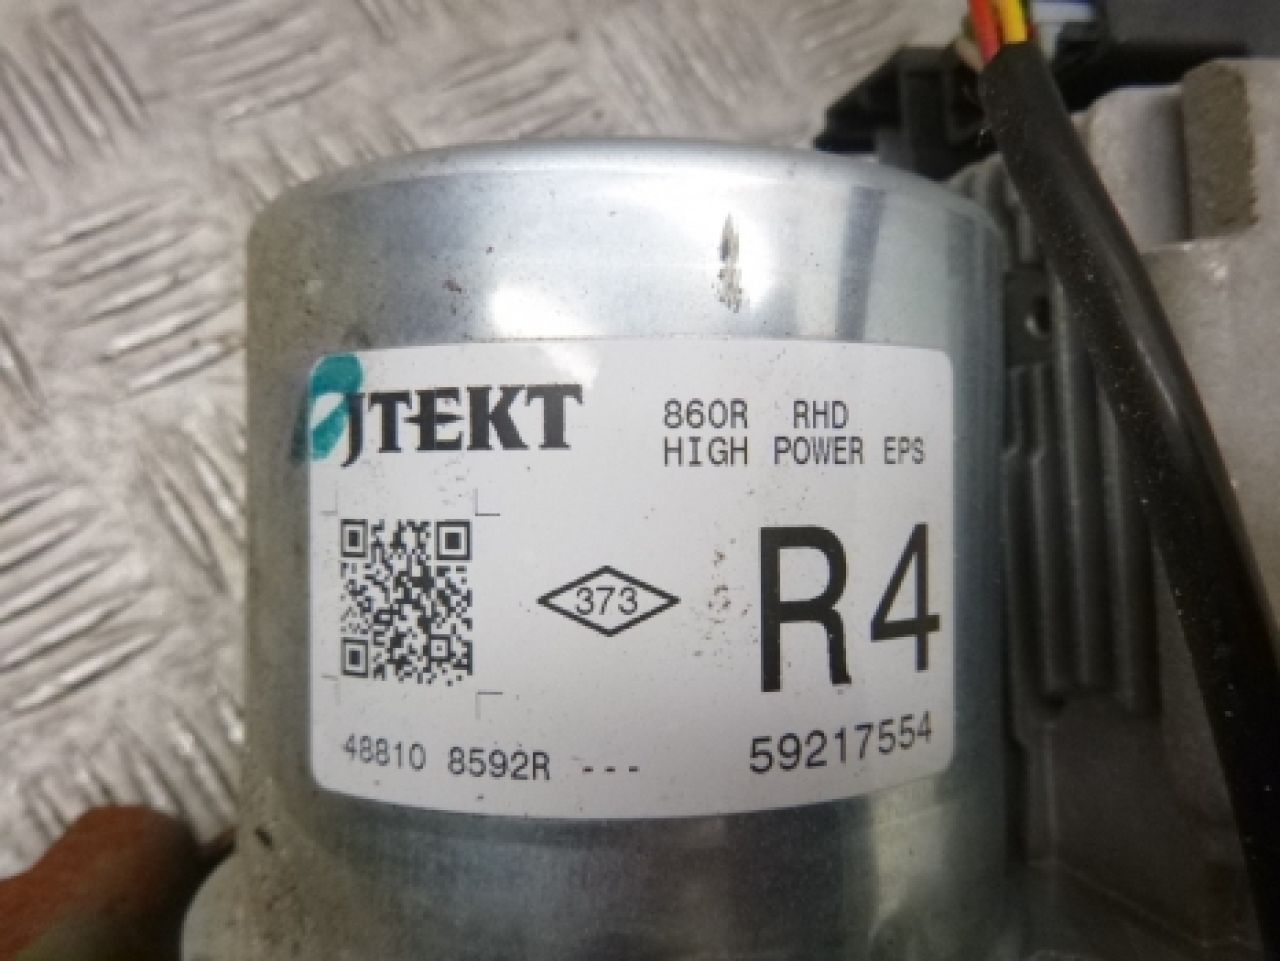 JTEKT
860R RHD
HIGH POWER EPS
373
R4
48810 8592R ---
59217554